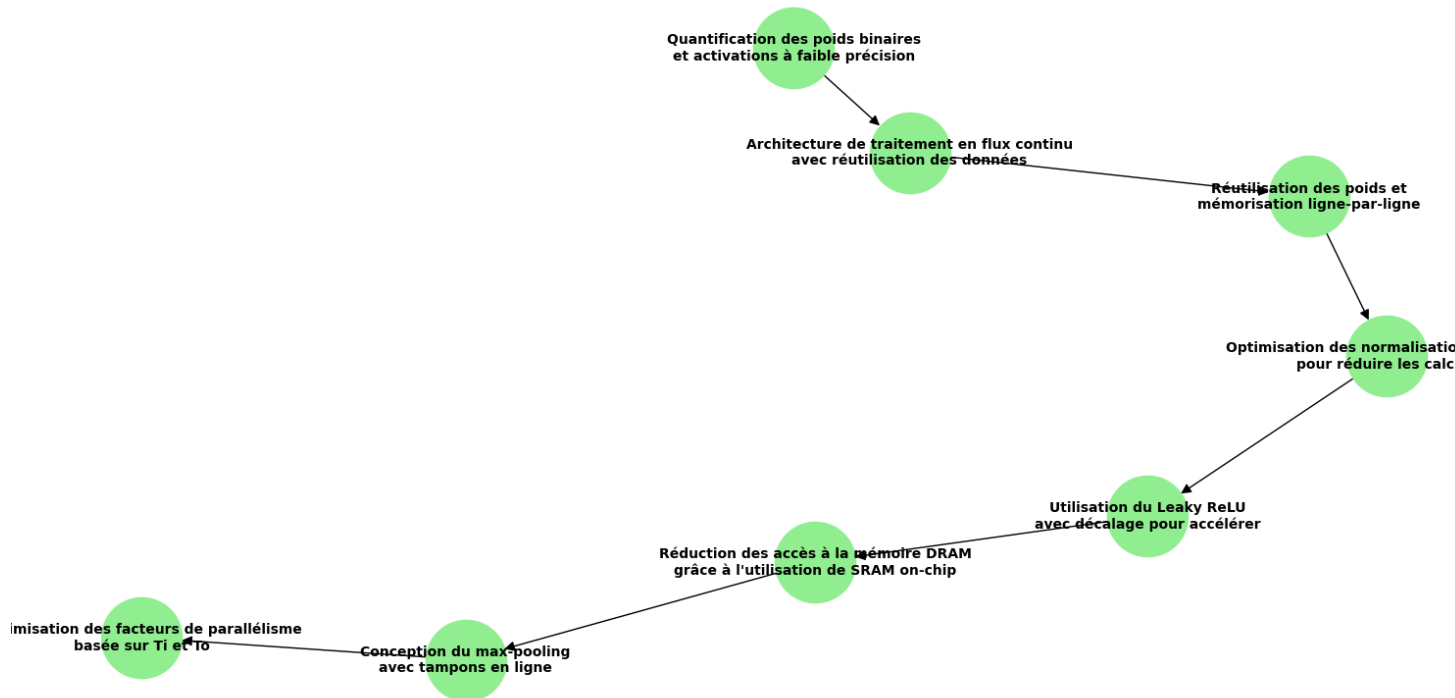 Quantification des poids binaires
et activations à faible précision
Architecture de traitement en flux continu
avec réutilisation des données
Réutilisation des poids et
mémorisation ligne-par-ligne
Optimisation des normalisatio
pour réduire les calc
Utilisation du Leaky ReLU
avec décalage pour accélérer
Réduction des accès à la mémoire DRAM
grâce à l'utilisation de SRAM on-chip
Conception du max-pooling
avec tampons en ligne
imisation des facteurs de parallélisme
basée sur Ti et To